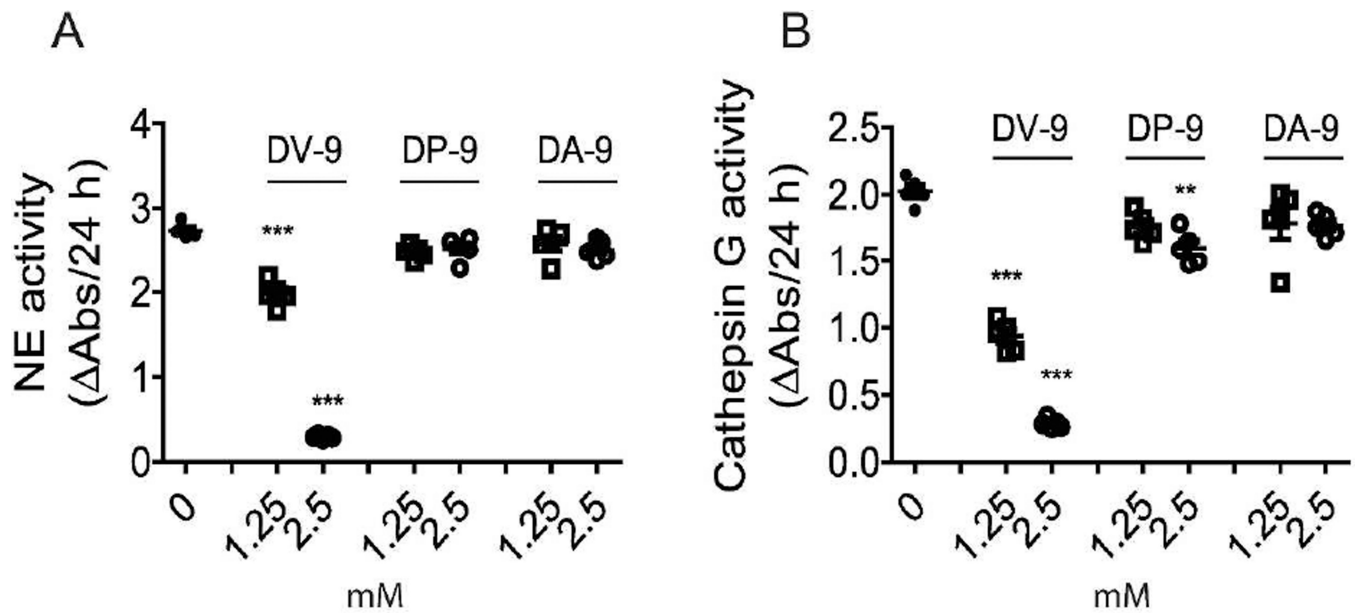 A
NE activity
(ΔAbs/24 h)
4
3
2
1
0
DV-9
DP-9
DA-9
***
***
0
1.25
2.5
1.25
2.5
1.25
2.5
mM
B
Cathepsin G activity
(ΔAbs/24 h)
2.5
2.0
1.5
1.0
0.5
0.0
DV-9
DP-9
DA-9
***
***
**
0
1.25
2.5
1.25
2.5
1.25
2.5
mM